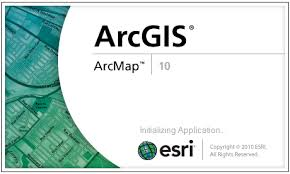 ArcGIS®
ArcMap™ | 10
Initializing Application.
esri
Copyright © 2010 ESRI.
All Rights Reserved.